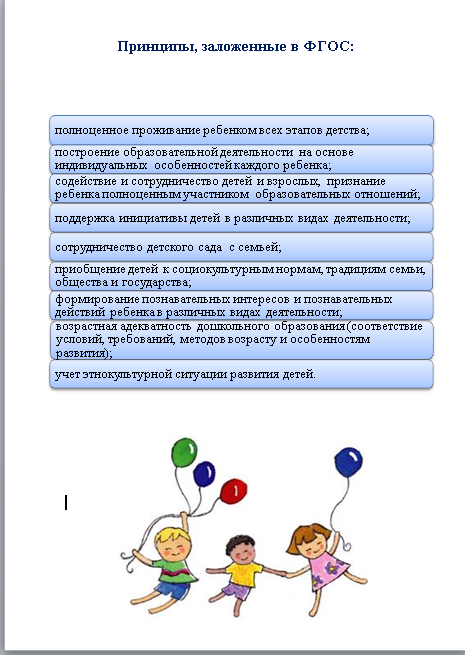 Принципы, заложенные в ФГОС:
полноценное проживание ребенком всех этапов детства;
построение образовательной деятельности на основе
индивидуальных особенностей каждого ребенка;
содействие и сотрудничество детей и взрослых, признание
ребенка полноценным участником образовательных отношений;
поддержка инициативы детей в различных видах деятельности;
сотрудничество детского сада с семьей;
приобщение детей к социокультурным нормам, традициям семьи,
общества и государства;
формирование познавательных интересов и познавательных
действий ребенка в различных видах деятельности;
возрастная адекватность дошкольного образования (соответствие
условий, требований, методов возрасту и особенностям
развития);
учет этнокультурной ситуации развития детей.